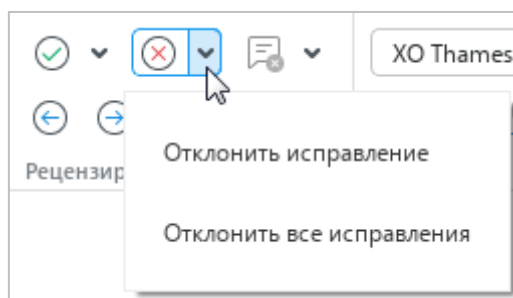 XO Thames
Отклонить исправление
Рецензир
Отклонить все исправления